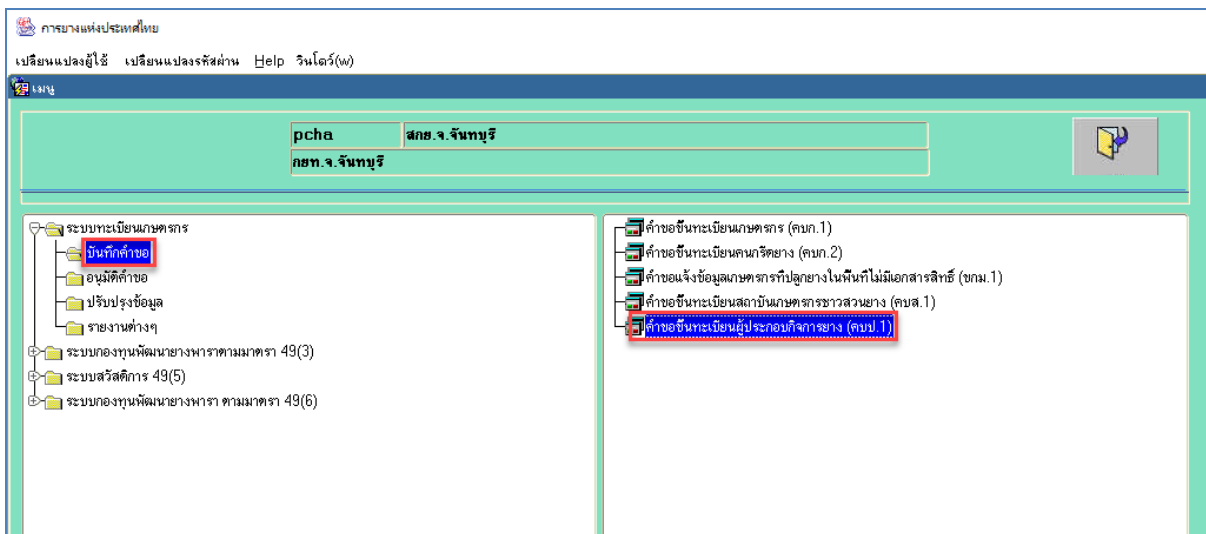 การยางแห่งประเทศไทย
เปลี่ยนแปลงผู้ใช้ เปลี่ยนแปลงรหัสผ่าน Help วินโดว์(w)
เมนู
pcha สกย.จ.จันทบุรี
กยท.จ.จันทบุรี
ระบบทะเบียนเกษตรกร
บันทึกคำขอ
อนุมัติคำขอ
ปรับปรุงข้อมูล
รายงานต่างๆ
ระบบกองทุนพัฒนายางพาราตามมาตรา 49(3)
ระบบสวัสดิการ 49(5)
ระบบกองทุนพัฒนายางพารา ตามมาตรา 49(6)
คำขอขึ้นทะเบียนเกษตรกร (คบก.1)
คำขอขึ้นทะเบียนคนกรีดยาง (คบก.2)
คำขอแจ้งข้อมูลเกษตรกรที่ปลูกยางในพื้นที่ไม่มีเอกสารสิทธิ์ (ขกม.1)
คำขอขึ้นทะเบียนสถาบันเกษตรกรชาวสวนยาง (คบส.1)
คำขอขึ้นทะเบียนผู้ประกอบกิจการยาง (คบป.1)